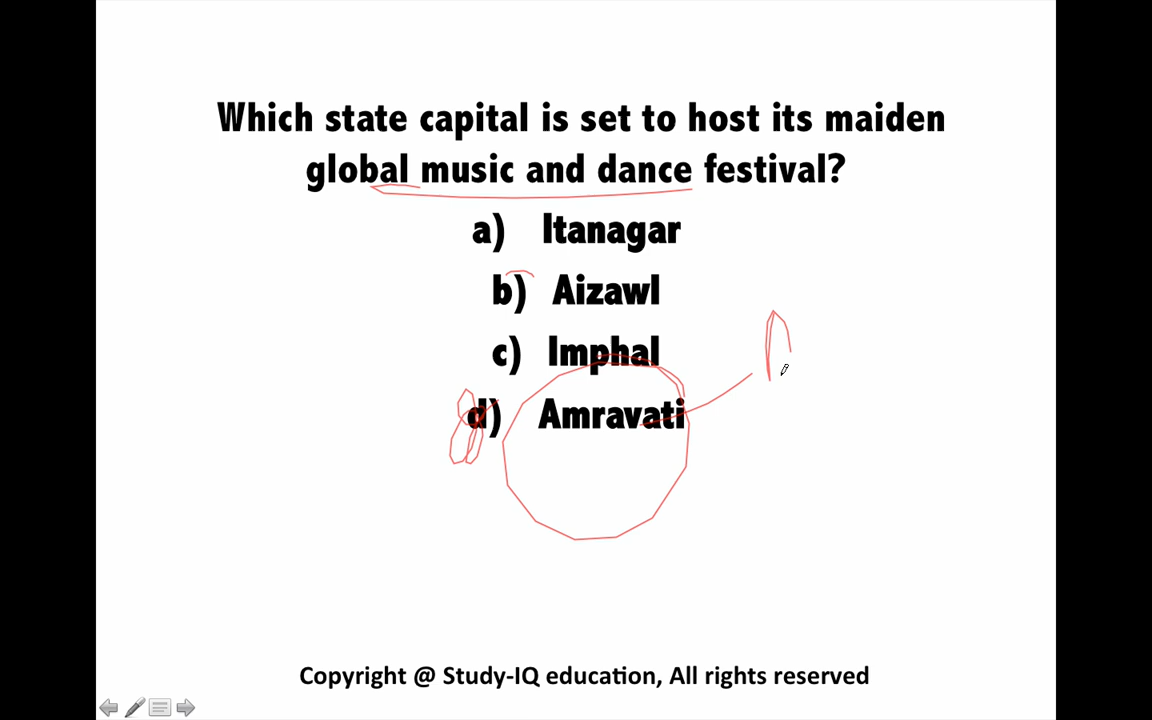 Which state capital is set to host its maiden
global music and dance festival?
a) Itanagar
b) Aizawl
c) Imphal
d) Amravati
Copyright @ Study-IQ education, All rights reserved